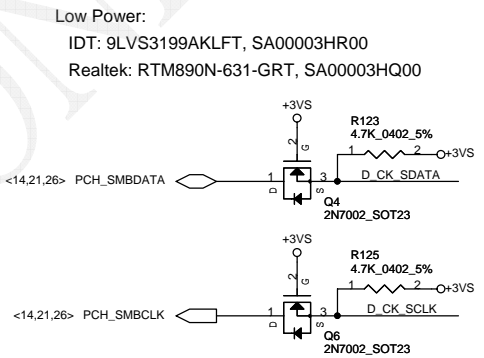 Low Power:
IDT: 9LVS3199AKLFT, SA00003HR00
Realtek: RTM890N-631-GRT, SA00003HQ00
+3VS
R123
4.7K_0402_5%
2
G
1
2
+3VS
<14,21,26> PCH_SMBDATA
1
3
D_CK_SDATA
D
S
Q4
2N7002_SOT23
+3VS
R125
4.7K_0402_5%
2
G
1
2
+3VS
<14,21,26> PCH_SMBCLK
1
3
D_CK_SCLK
D
S
Q6
2N7002_SOT23